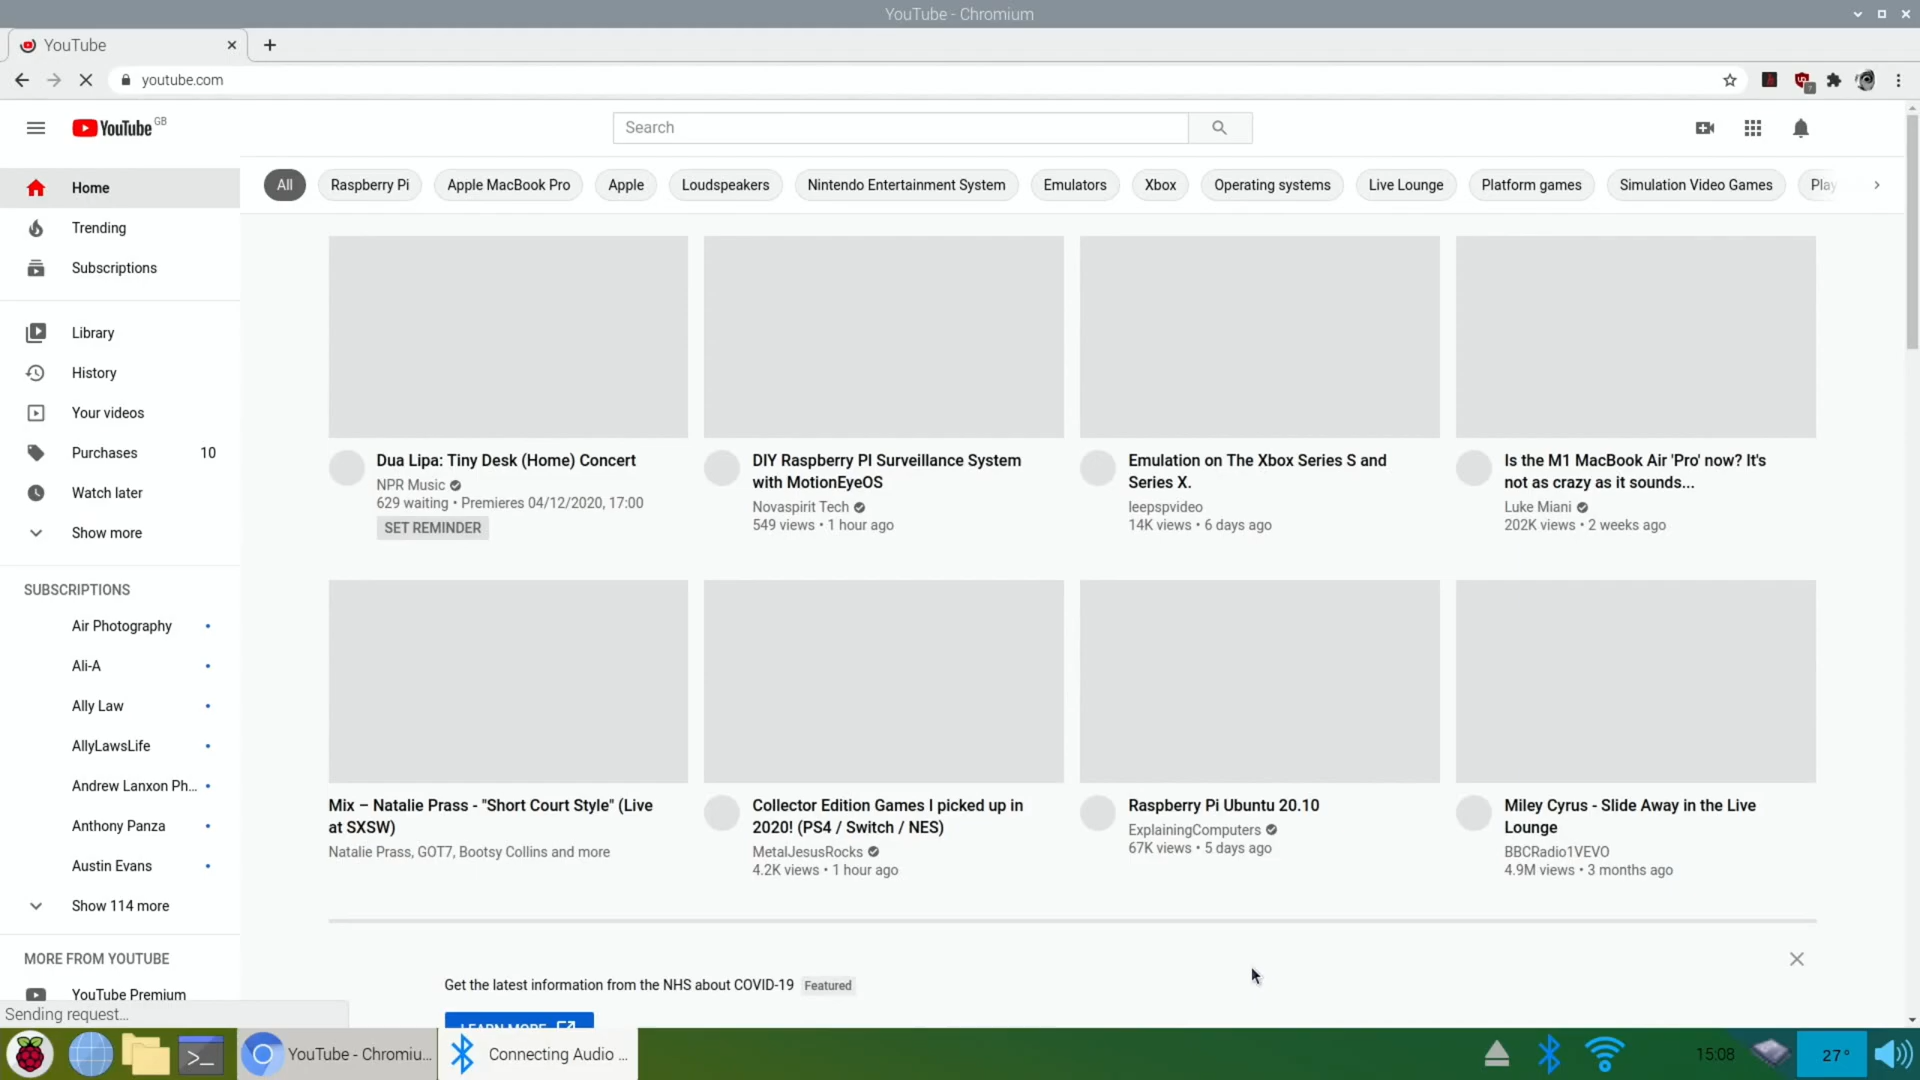 YouTube - Chromium
YouTube
youtube.com
YouTube GB
Search
Home
Trending
Subscriptions
Library
History
Your videos
Purchases 10
Watch later
Show more
SUBSCRIPTIONS
Air Photography
Ali-A
Ally Law
AllyLawsLife
Andrew Lanxon Ph...
Anthony Panza
Austin Evans
Show 114 more
MORE FROM YOUTUBE
YouTube Premium
Sending request...
All Raspberry Pi Apple MacBook Pro Apple Loudspeakers Nintendo Entertainment System Emulators Xbox Operating systems Live Lounge Platform games Simulation Video Games Play
Dua Lipa: Tiny Desk (Home) Concert
NPR Music
629 waiting • Premieres 04/12/2020, 17:00
SET REMINDER
DIY Raspberry PI Surveillance System
with MotionEyeOS
Novaspirit Tech
549 views • 1 hour ago
Emulation on The Xbox Series S and
Series X.
leepspvideo
14K views • 6 days ago
Is the M1 MacBook Air 'Pro' now? It's
not as crazy as it sounds...
Luke Miani
202K views • 2 weeks ago
Mix – Natalie Prass - "Short Court Style" (Live
at SXSW)
Natalie Prass, GOT7, Bootsy Collins and more
Collector Edition Games I picked up in
2020! (PS4 / Switch / NES)
MetalJesusRocks
4.2K views • 1 hour ago
Raspberry Pi Ubuntu 20.10
ExplainingComputers
67K views • 5 days ago
Miley Cyrus - Slide Away in the Live
Lounge
BBCRadio1VEVO
4.9M views • 3 months ago
Get the latest information from the NHS about COVID-19 Featured
LEARN MORE
YouTube - Chromiu...
Connecting Audio ...
15:08
27°